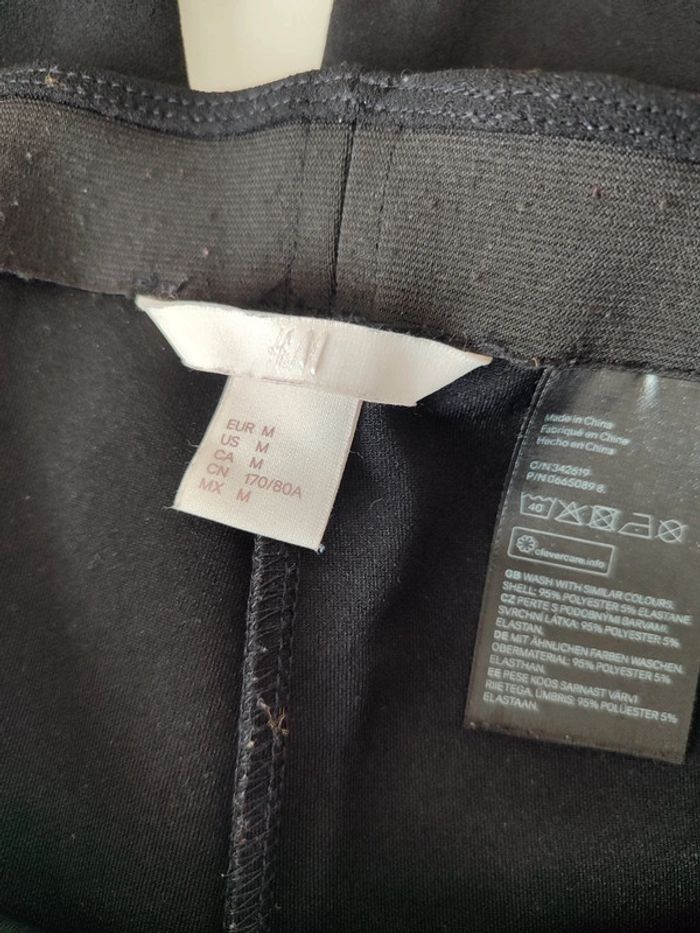 H&M
EUR M
US M
CA M
CN 170/80A
MX M
Made in China
Fabriqué en Chine
Hecho en China
C/N 342619
P/N 0665089 8
40
clevercare.info
GB WASH WITH SIMILAR COLOURS.
SHELL: 95% POLYESTER 5% ELASTANE
CZ PERTE S PODOBNÝMI BARVAMI.
SVRCHNÍ LÁTKA: 95% POLYESTER 5%
ELASTAN.
DE MIT ÄHNLICHEN FARBEN WASCHEN.
OBERMATERIAL: 95% POLYESTER 5%
ELASTHAN.
EE PESE KOOS SARNAST VÄRVI
RIIETEGA. ÜMBRIS: 95% POLÜESTER 5%
ELASTAAN.